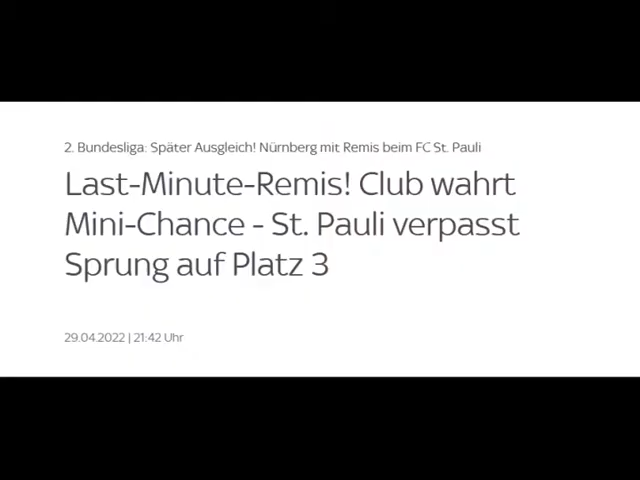 2. Bundesliga: Später Ausgleich! Nürnberg mit Remis beim FC St. Pauli
Last-Minute-Remis! Club wahrt
Mini-Chance - St. Pauli verpasst
Sprung auf Platz 3
29.04.2022 | 21:42 Uhr